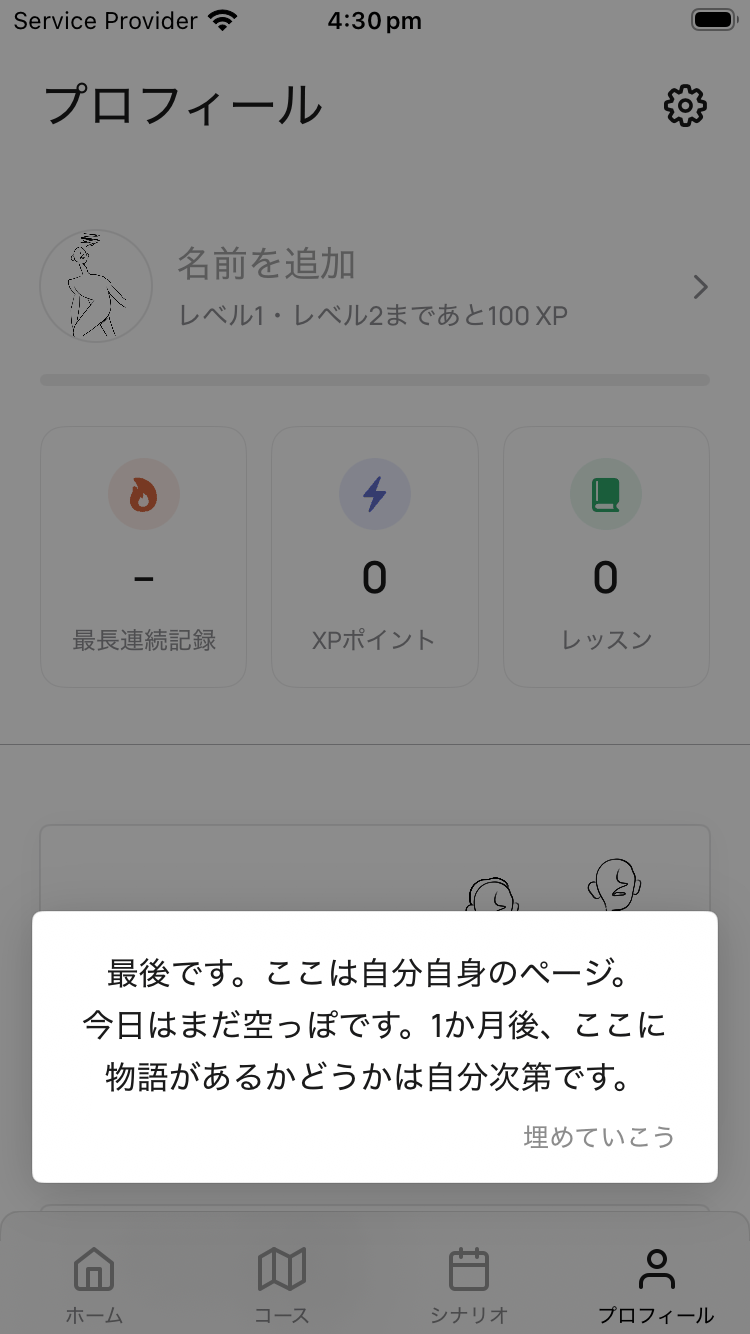 Service Provider 4:30 pm
プロフィール
名前を追加
レベル1・レベル2まであと100 XP
– 0 0
最長連続記録 XPポイント レッスン
最後です。ここは自分自身のページ。
今日はまだ空っぽです。1か月後、ここに
物語があるかどうかは自分次第です。
埋めていこう
ホーム コース シナリオ プロフィール